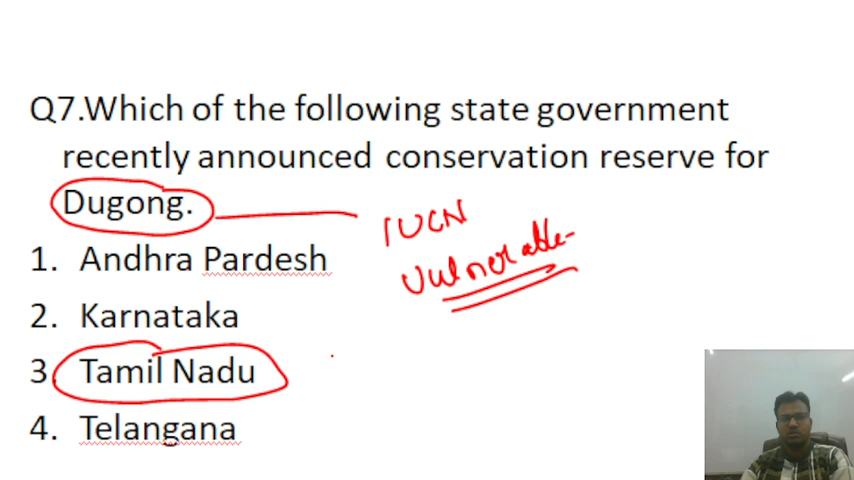 Q7.Which of the following state government
recently announced conservation reserve for
Dugong.
IUCN
Vulnerable
1. Andhra Pardesh
2. Karnataka
3 Tamil Nadu
4. Telangana